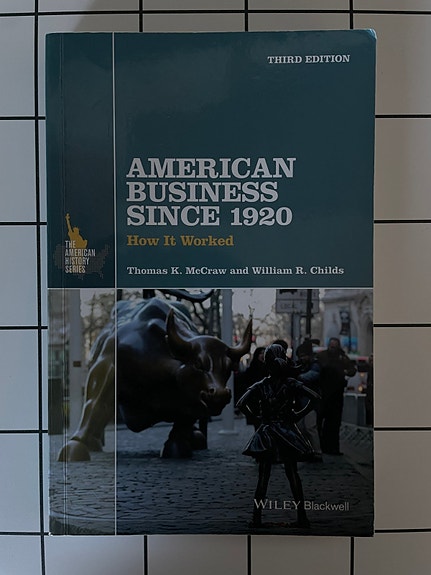 THIRD EDITION
AMERICAN
BUSINESS
SINCE 1920
How It Worked
THE
AMERICAN
HISTORY
SERIES
Thomas K. McCraw and William R. Childs
WILEY Blackwell